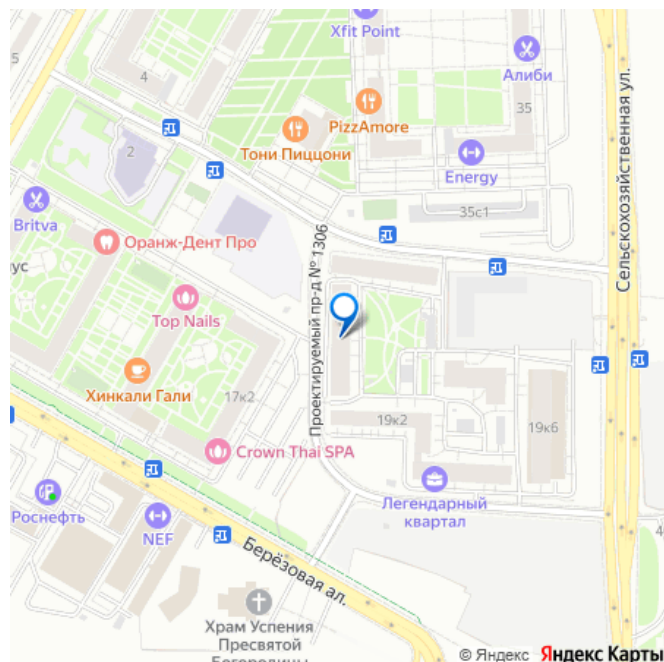 Xfit Point
4
35
Алиби
PizzAmore
2
Тони Пиццони
Energy
Сельскохозяйственная ул.
35с1
Britva
Оранж-Дент Про
ус
Проектируемый пр-д № 1306
Top Nails
Хинкали Гали
17к2
19к2
19к6
Crown Thai SPA
Легендарный
квартал
Роснефть
NEF
Берёзовая ал.
Храм Успения
Пресвятой
Богородицы
© Яндекс Яндекс Карты